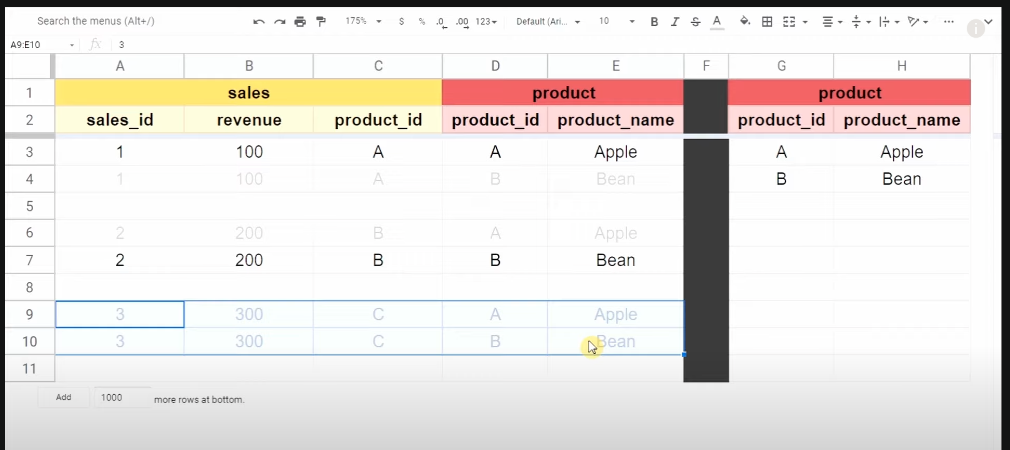 Search the menus (Alt+/) 175% $ % .0 .00 123 Default (Ari... 10 B I S A ...
A9:E10 fx 3
A B C D E F G H
1 sales product product
2 sales_id revenue product_id product_id product_name product_id product_name
3 1 100 A A Apple A Apple
4 1 100 A B Bean B Bean
5
6 2 200 B A Apple
7 2 200 B B Bean
8
9 3 300 C A Apple
10 3 300 C B Bean
11
Add 1000 more rows at bottom.